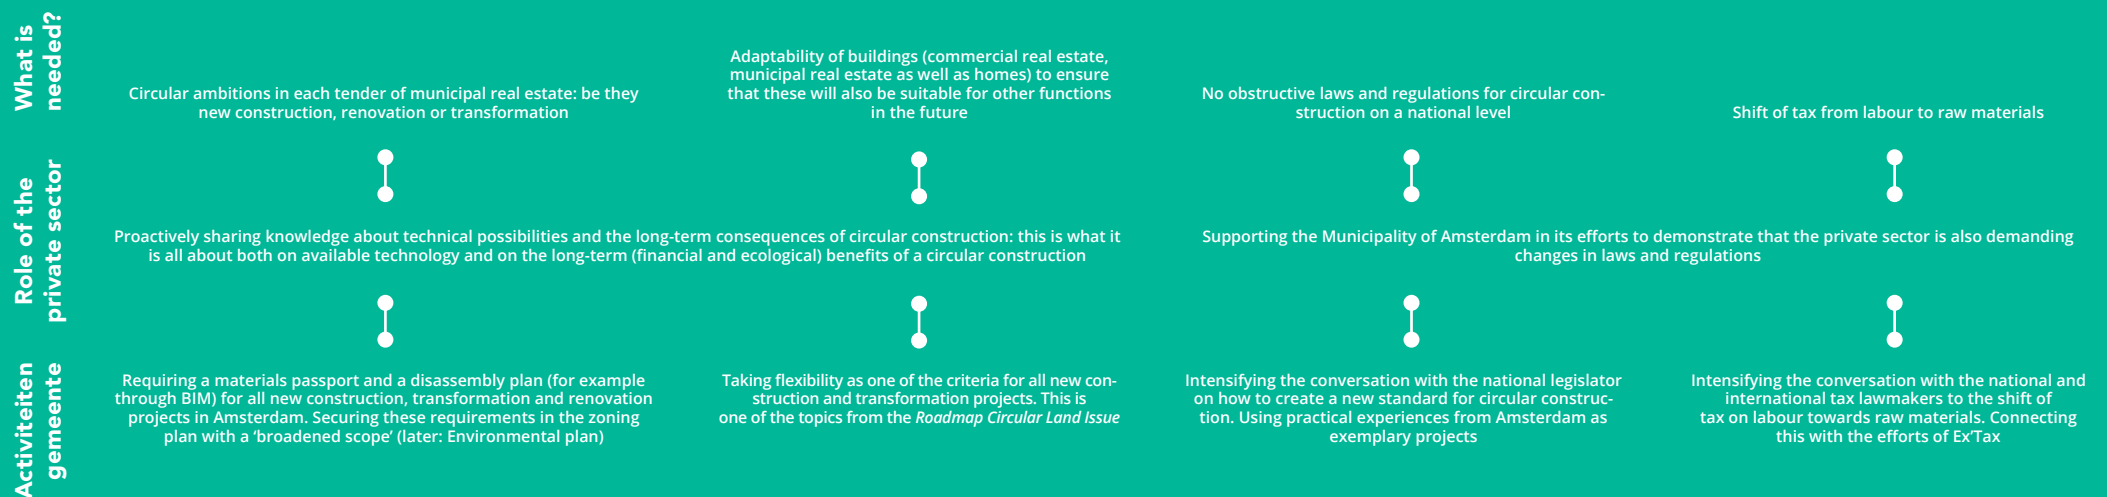 What is
needed?
Circular ambitions in each tender of municipal real estate: be they
new construction, renovation or transformation
Adaptability of buildings (commercial real estate,
municipal real estate as well as homes) to ensure
that these will also be suitable for other functions
in the future
No obstructive laws and regulations for circular con-
struction on a national level
Shift of tax from labour to raw materials
Role of the
private sector
Proactively sharing knowledge about technical possibilities and the long-term consequences of circular construction: this is what it
is all about both on available technology and on the long-term (financial and ecological) benefits of a circular construction
Supporting the Municipality of Amsterdam in its efforts to demonstrate that the private sector is also demanding
changes in laws and regulations
Activiteiten
gemeente
Requiring a materials passport and a disassembly plan (for example
through BIM) for all new construction, transformation and renovation
projects in Amsterdam. Securing these requirements in the zoning
plan with a ‘broadened scope’ (later: Environmental plan)
Taking flexibility as one of the criteria for all new con-
struction and transformation projects. This is
one of the topics from the Roadmap Circular Land Issue
Intensifying the conversation with the national legislator
on how to create a new standard for circular construc-
tion. Using practical experiences from Amsterdam as
exemplary projects
Intensifying the conversation with the national and
international tax lawmakers to the shift of
tax on labour towards raw materials. Connecting
this with the efforts of Ex’Tax